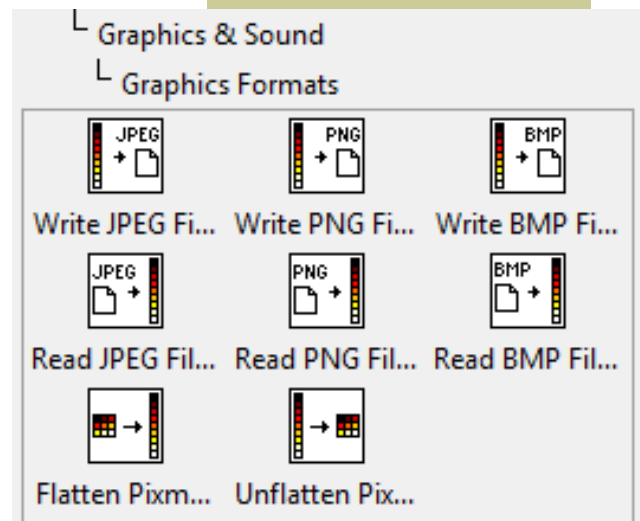 Graphics & Sound
Graphics Formats
JPEG PNG BMP
Write JPEG Fi... Write PNG Fi... Write BMP Fi...
JPEG PNG BMP
Read JPEG Fil... Read PNG Fil... Read BMP Fil...
Flatten Pixm... Unflatten Pix...